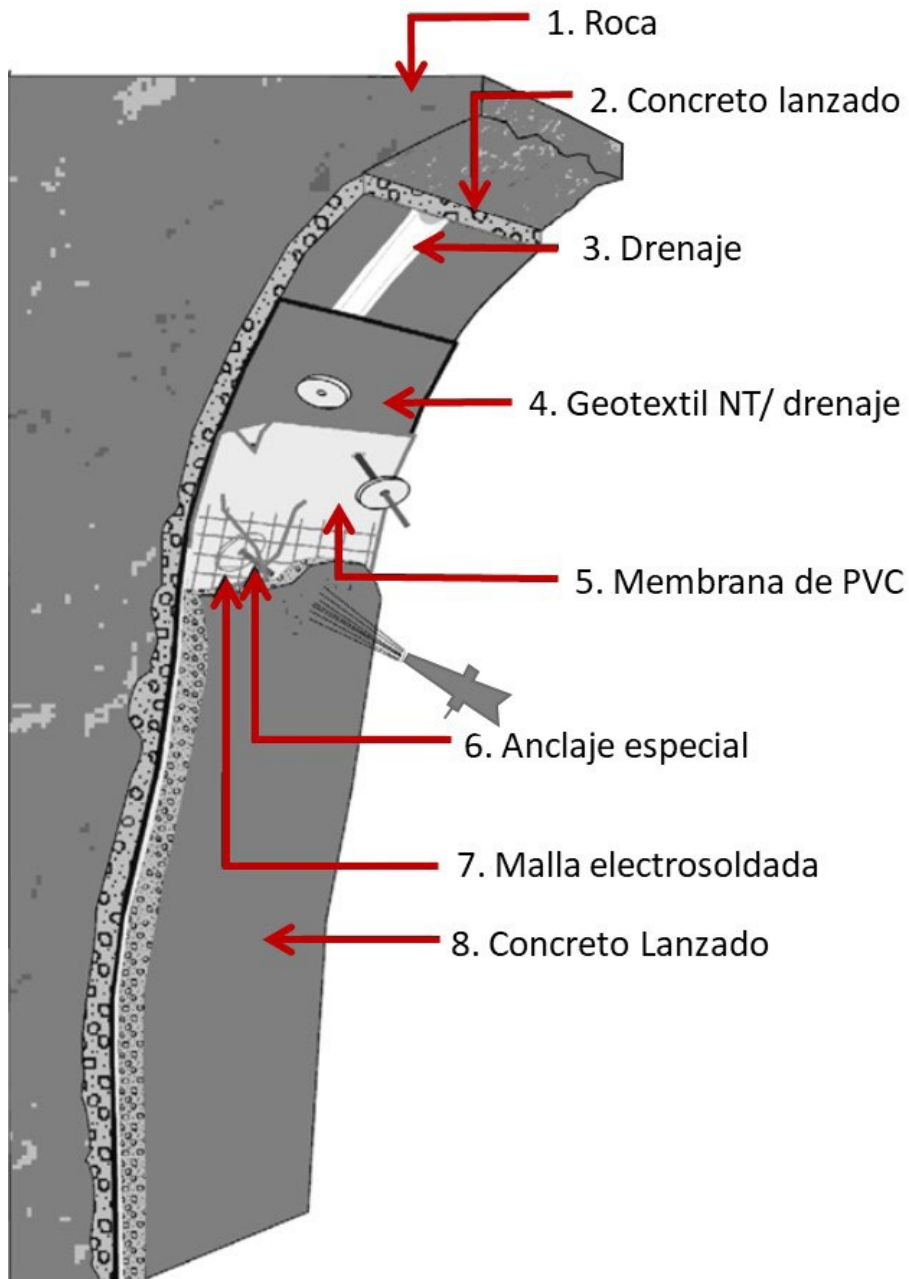 1. Roca
2. Concreto lanzado
3. Drenaje
4. Geotextil NT/ drenaje
5. Membrana de PVC
6. Anclaje especial
7. Malla electrosoldada
8. Concreto Lanzado